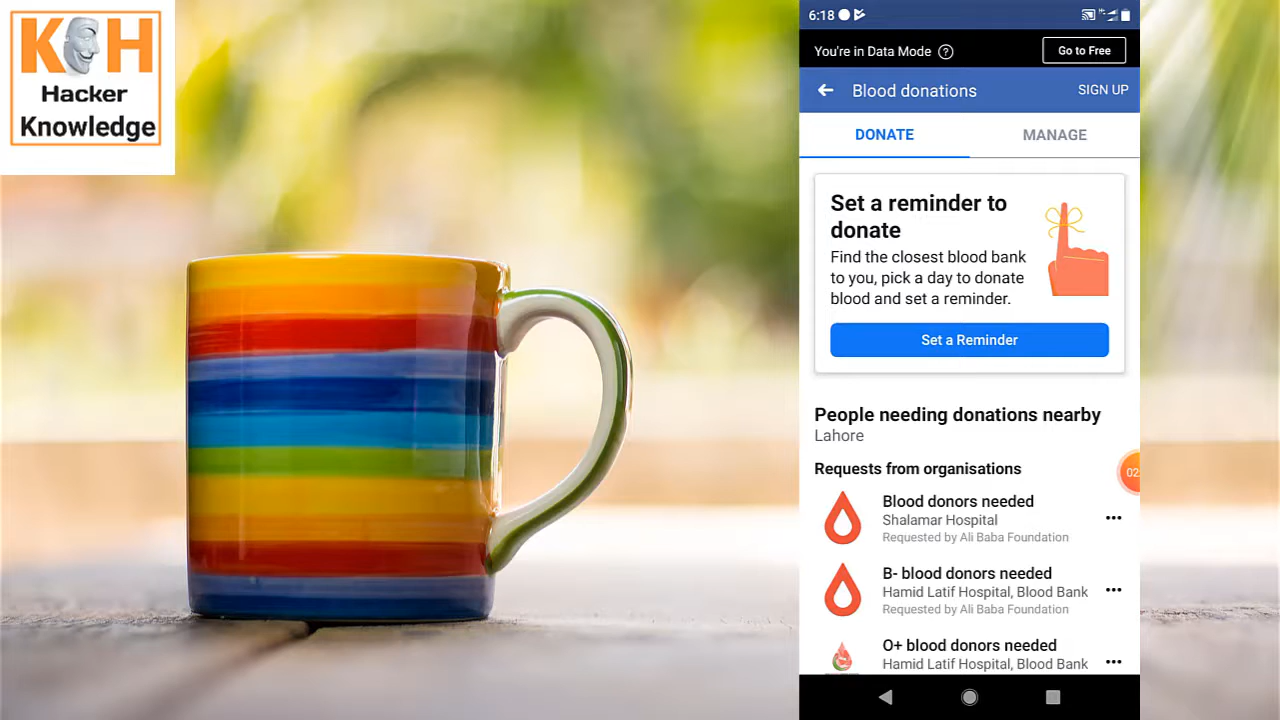 K H
Hacker
Knowledge
6:18
You're in Data Mode ?
Go to Free
Blood donations
SIGN UP
DONATE
MANAGE
Set a reminder to
donate
Find the closest blood bank
to you, pick a day to donate
blood and set a reminder.
Set a Reminder
People needing donations nearby
Lahore
Requests from organisations
02
Blood donors needed
Shalamar Hospital
Requested by Ali Baba Foundation
B- blood donors needed
Hamid Latif Hospital, Blood Bank
Requested by Ali Baba Foundation
O+ blood donors needed
Hamid Latif Hospital, Blood Bank